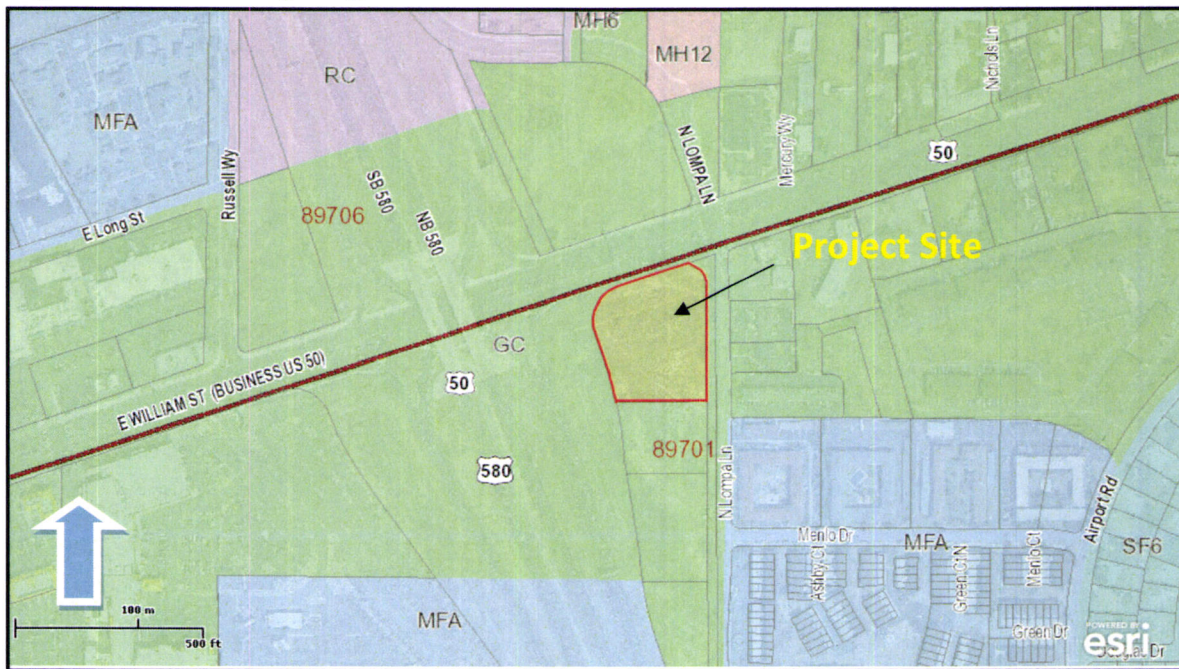 MH6
MH12
RC
MFA
Nichols Ln
N LOMPA LN
Mercury Wy
50
Russell Wy
SB 580
NB 580
89706
E Long St
Project Site
GC
50
E WILLIAM ST (BUSINESS US 50)
580
89701
N Lompa Ln
Airport Rd
Menlo Dr
MFA
SF6
Ashby Ct
Green Ct N
Menlo Ct
MFA
Green Dr
100 m
500 ft
POWERED BY
esri
Douglas Dr